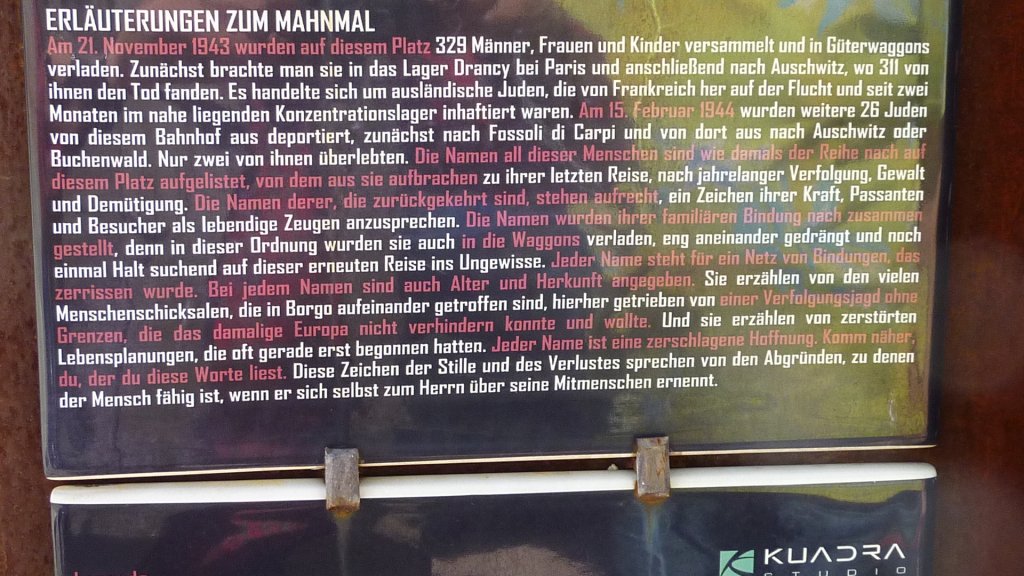 ERLÄUTERUNGEN ZUM MAHNMAL
Am 21. November 1943 wurden auf diesem Platz 329 Männer, Frauen und Kinder versammelt und in Güterwaggons
verladen. Zunächst brachte man sie in das Lager Drancy bei Paris und anschließend nach Auschwitz, wo 311 von
ihnen den Tod fanden. Es handelte sich um ausländische Juden, die von Frankreich her auf der Flucht und seit zwei
Monaten im nahe liegenden Konzentrationslager inhaftiert waren. Am 15. Februar 1944 wurden weitere 26 Juden
von diesem Bahnhof aus deportiert, zunächst nach Fossoli di Carpi und von dort aus nach Auschwitz oder
Buchenwald. Nur zwei von ihnen überlebten. Die Namen all dieser Menschen sind wie damals der Reihe nach auf
diesem Platz aufgelistet, von dem aus sie aufbrachen zu ihrer letzten Reise, nach jahrelanger Verfolgung, Gewalt
und Demütigung. Die Namen derer, die zurückgekehrt sind, stehen aufrecht, ein Zeichen ihrer Kraft, Passanten
und Besucher als lebendige Zeugen anzusprechen. Die Namen wurden ihrer familiären Bindung nach zusammen
gestellt, denn in dieser Ordnung wurden sie auch in die Waggons verladen, eng aneinander gedrängt und noch
einmal Halt suchend auf dieser erneuten Reise ins Ungewisse. Jeder Name steht für ein Netz von Bindungen, das
zerrissen wurde. Bei jedem Namen sind auch Alter und Herkunft angegeben. Sie erzählen von den vielen
Menschenschicksalen, die in Borgo aufeinander getroffen sind, hierher getrieben von einer Verfolgungsjagd ohne
Grenzen, die das damalige Europa nicht verhindern konnte und wollte. Und sie erzählen von zerstörten
Lebensplanungen, die oft gerade erst begonnen hatten. Jeder Name ist eine zerschlagene Hoffnung. Komm näher,
du, der du diese Worte liest. Diese Zeichen der Stille und des Verlustes sprechen von den Abgründen, zu denen
der Mensch fähig ist, wenn er sich selbst zum Herrn über seine Mitmenschen ernennt.
KUADRA
STUDIO